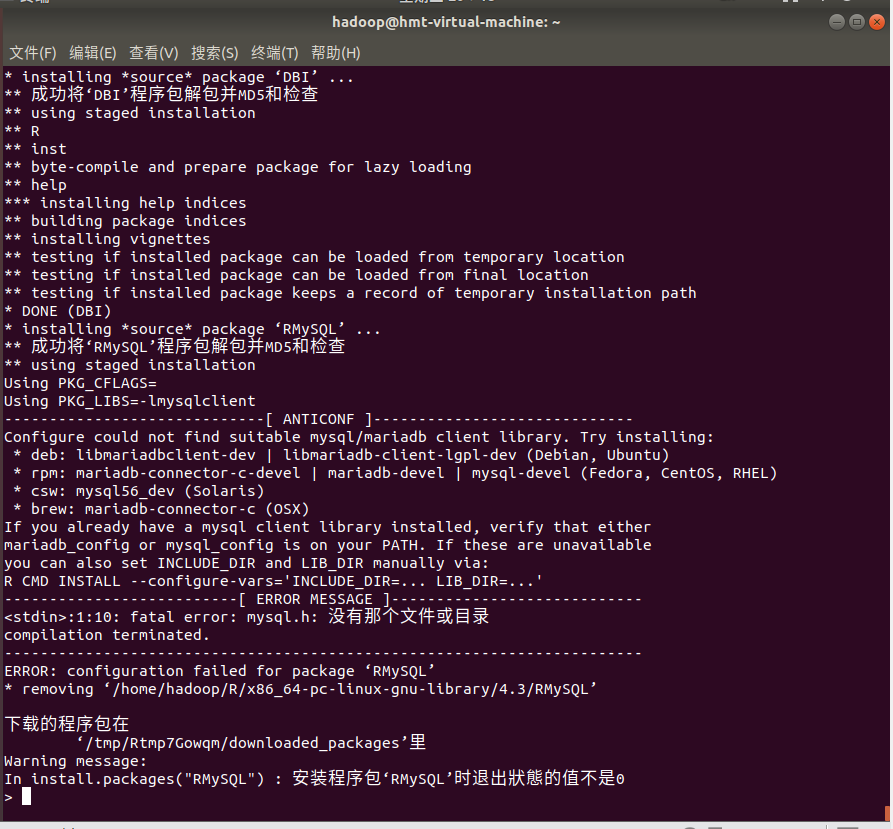 hadoop@hmt-virtual-machine: ~
文件(F) 编辑(E) 查看(V) 搜索(S) 终端(T) 帮助(H)
* installing *source* package ‘DBI’ ...
** 成功将‘DBI’程序包解包并MD5和检查
** using staged installation
** R
** inst
** byte-compile and prepare package for lazy loading
** help
*** installing help indices
** building package indices
** installing vignettes
** testing if installed package can be loaded from temporary location
** testing if installed package can be loaded from final location
** testing if installed package keeps a record of temporary installation path
* DONE (DBI)
* installing *source* package ‘RMySQL’ ...
** 成功将‘RMySQL’程序包解包并MD5和检查
** using staged installation
Using PKG_CFLAGS=
Using PKG_LIBS=-lmysqlclient
-----------------------------[ ANTICONF ]-----------------------------
Configure could not find suitable mysql/mariadb client library. Try installing:
 * deb: libmariadbclient-dev | libmariadb-client-lgpl-dev (Debian, Ubuntu)
 * rpm: mariadb-connector-c-devel | mariadb-devel | mysql-devel (Fedora, CentOS, RHEL)
 * csw: mysql56_dev (Solaris)
 * brew: mariadb-connector-c (OSX)
If you already have a mysql client library installed, verify that either
mariadb_config or mysql_config is on your PATH. If these are unavailable
you can also set INCLUDE_DIR and LIB_DIR manually via:
R CMD INSTALL --configure-vars='INCLUDE_DIR=... LIB_DIR=...'
--------------------------[ ERROR MESSAGE ]----------------------------
<stdin>:1:10: fatal error: mysql.h: 没有那个文件或目录
compilation terminated.
-----------------------------------------------------------------------
ERROR: configuration failed for package ‘RMySQL’
* removing ‘/home/hadoop/R/x86_64-pc-linux-gnu-library/4.3/RMySQL’
下载的程序包在
        ‘/tmp/Rtmp7Gowqm/downloaded_packages’里
Warning message:
In install.packages("RMySQL") : 安装程序包‘RMySQL’时退出狀態的值不是0
>